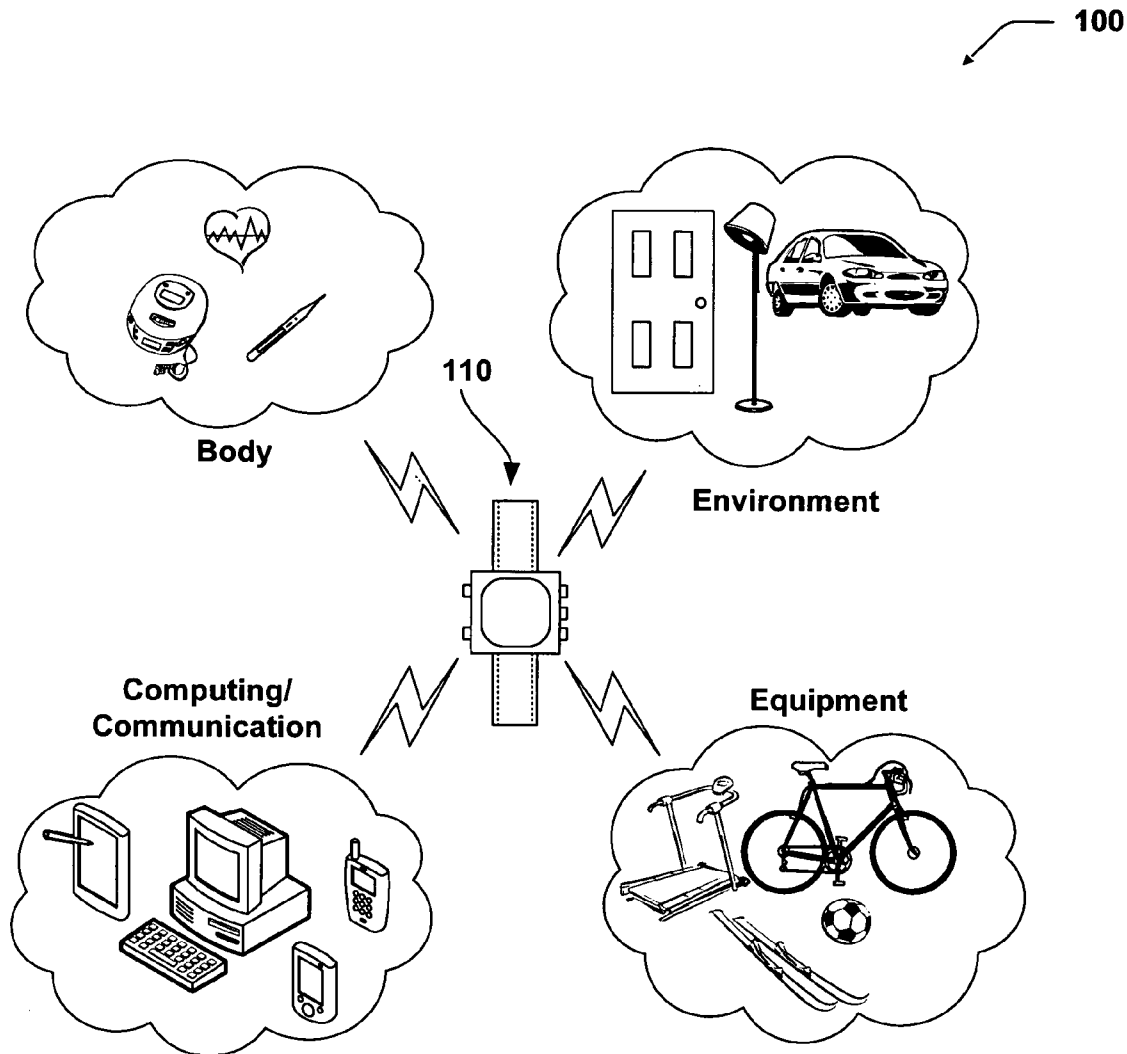 100
110
Body
Environment
Computing/
Communication
Equipment